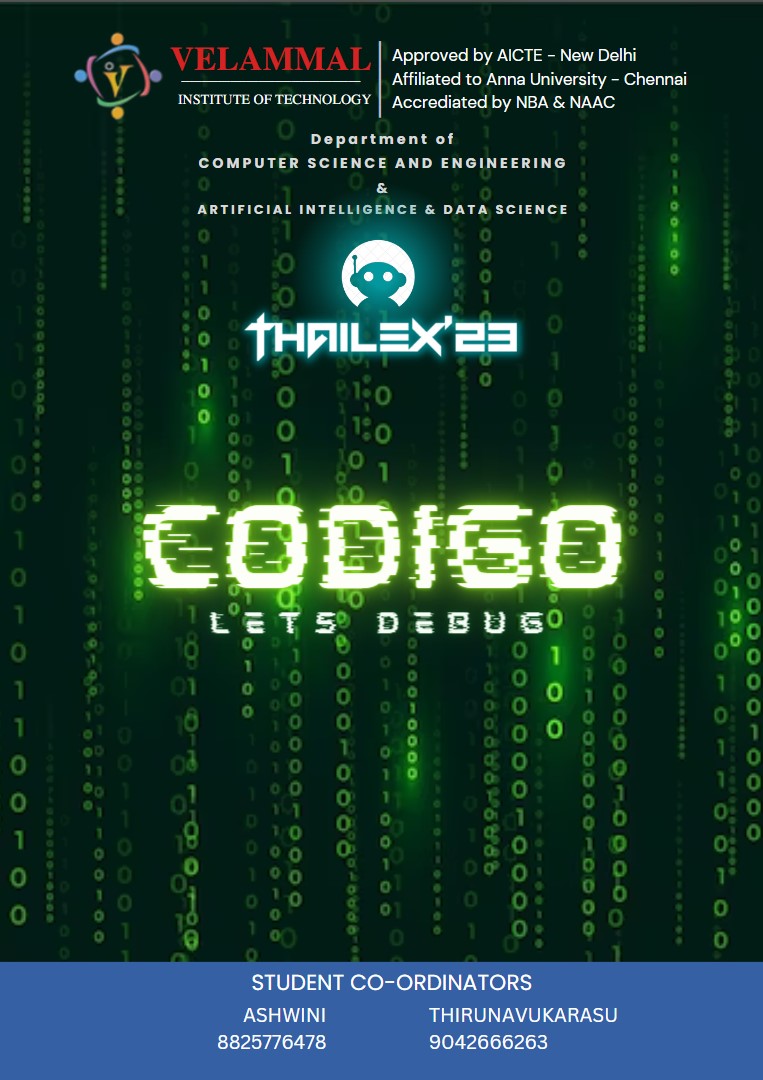 V
VELAMMAL
INSTITUTE OF TECHNOLOGY
Approved by AICTE - New Delhi
Affiliated to Anna University - Chennai
Accrediated by NBA & NAAC
Department of
COMPUTER SCIENCE AND ENGINEERING
&
ARTIFICIAL INTELLIGENCE & DATA SCIENCE
THAILEX'23
CODIGO
LETS DEBUG
STUDENT CO-ORDINATORS
ASHWINI THIRUNAVUKARASU
8825776478 9042666263